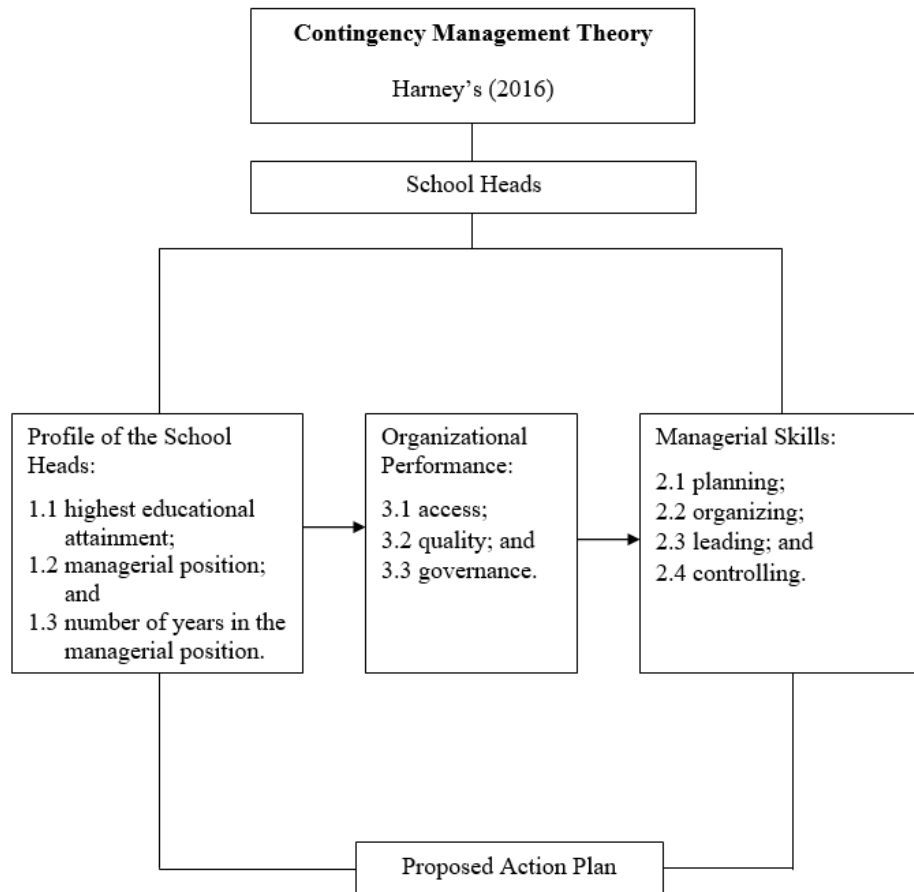 Contingency Management Theory
Harney’s (2016)
School Heads
Profile of the School
Heads:
1.1 highest educational
attainment;
1.2 managerial position;
and
1.3 number of years in the
managerial position.
Organizational
Performance:
3.1 access;
3.2 quality; and
3.3 governance.
Managerial Skills:
2.1 planning;
2.2 organizing;
2.3 leading; and
2.4 controlling.
Proposed Action Plan